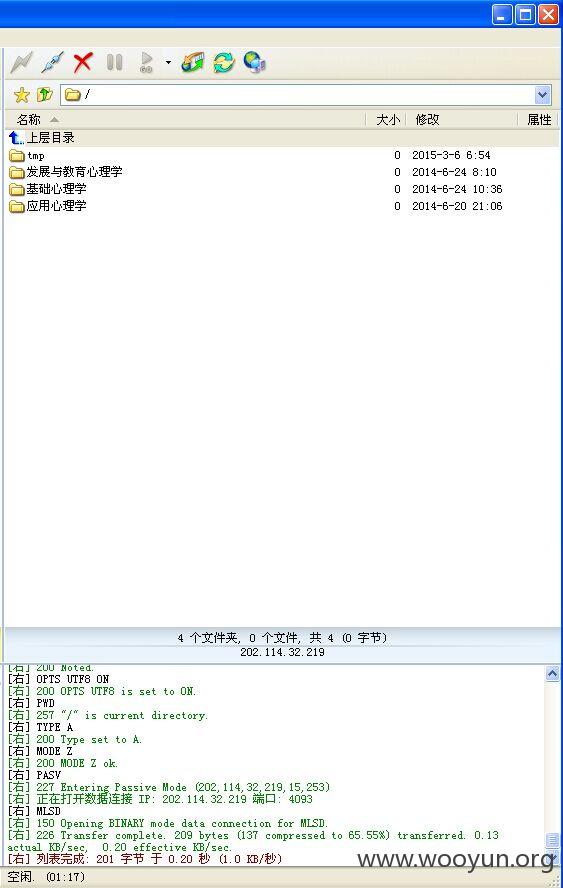 GO
/
名称 大小 修改 属性
上层目录
tmp 0 2015-3-6 6:54
发展与教育心理学 0 2014-6-24 8:10
基础心理学 0 2014-6-24 10:36
应用心理学 0 2014-6-20 21:06
4 个文件夹, 0 个文件, 共 4 (0 字节)
202.114.32.219
[右] 200 Noted.
[右] OPTS UTF8 ON
[右] 200 OPTS UTF8 is set to ON.
[右] PWD
[右] 257 "/" is current directory.
[右] TYPE A
[右] 200 Type set to A.
[右] MODE Z
[右] 200 MODE Z ok.
[右] PASV
[右] 227 Entering Passive Mode (202,114,32,219,15,253)
[右] 正在打开数据连接 IP: 202.114.32.219 端口: 4093
[右] MLSD
[右] 150 Opening BINARY mode data connection for MLSD.
[右] 226 Transfer complete. 209 bytes (137 compressed to 65.55%) transferred. 0.13
actual KB/sec, 0.20 effective KB/sec.
[右] 列表完成: 201 字节 于 0.20 秒 (1.0 KB/秒)
www.wooyun.org
空闲. (01:17)